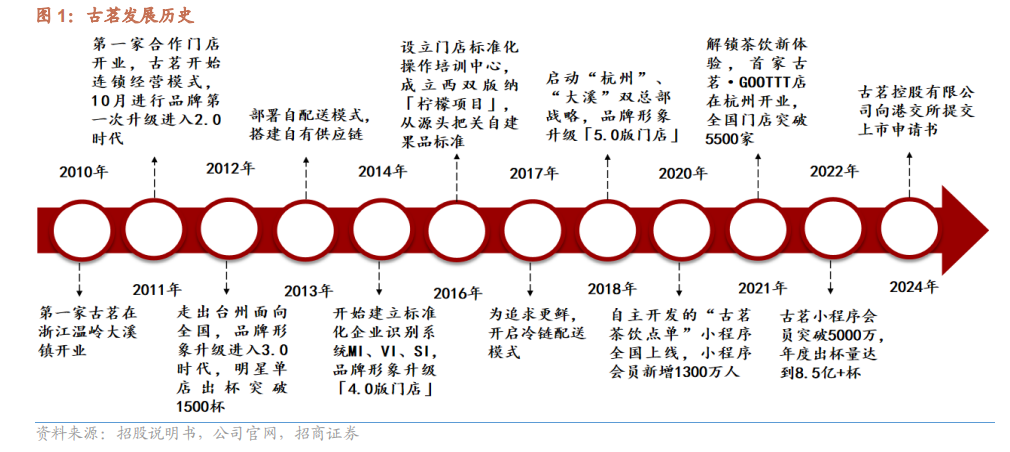 图 1：古茗发展历史
第一家合作门店
开业，古茗开始
连锁经营模式，
10月进行品牌第
一次升级进入2.0
时代
部署自配送模式，
搭建自有供应链
设立门店标准化
操作培训中心，
成立西双版纳
「柠檬项目」，
从源头把关自建
果品标准
启动“杭州”、
“大溪”双总部
战略，品牌形象
升级「5.0版门店」
解锁茶饮新体
验，首家古
茗·GOOTTT店
在杭州开业，
全国门店突破
5500家
古茗控股有限公
司向港交所提交
上市申请书
2010年
2012年
2014年
2017年
2020年
2022年
2011年
2013年
2016年
2018年
2021年
2024年
第一家古茗在
浙江温岭大溪
镇开业
走出台州面向
全国，品牌形
象升级进入3.0
时代，明星单
店出杯突破
1500杯
开始建立标准
化企业识别系
统MI、VI、SI，
品牌形象升级
「4.0版门店」
为追求更鲜，
开启冷链配送
模式
自主开发的“古茗
茶饮点单”小程序
全国上线，小程序
会员新增1300万人
古茗小程序会
员突破5000万，
年度出杯量达
到8.5亿+杯
资料来源：招股说明书，公司官网，招商证券